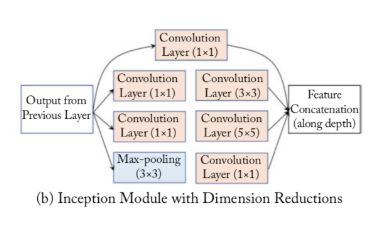 Convolution
Layer (1×1)
Output from
Previous Layer
Convolution
Layer (1×1)
Convolution
Layer (3×3)
Convolution
Layer (1×1)
Convolution
Layer (5×5)
Max-pooling
(3×3)
Convolution
Layer (1×1)
Feature
Concatenation
(along depth)
(b) Inception Module with Dimension Reductions